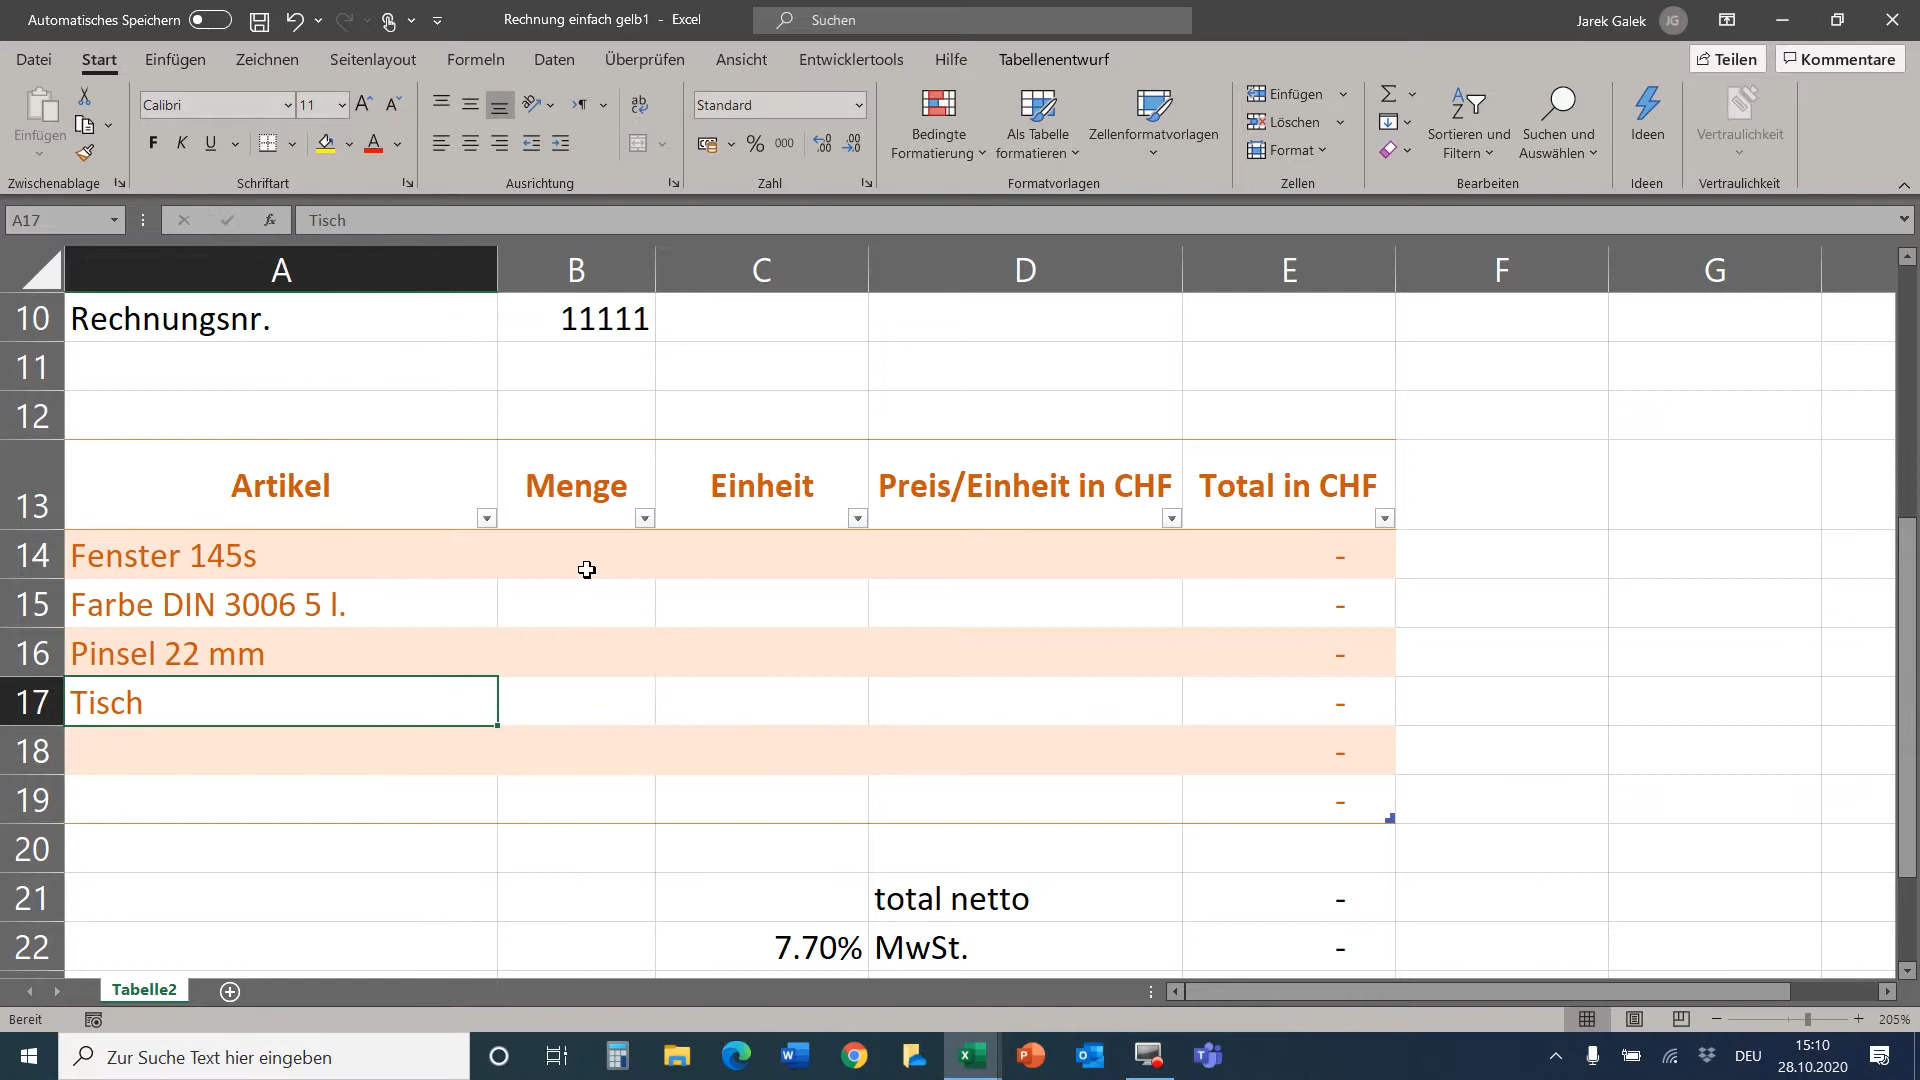 Automatisches Speichern
Rechnung einfach gelb1 - Excel
Suchen
Jarek Galek
JG
Datei
Start
Einfügen
Zeichnen
Seitenlayout
Formeln
Daten
Überprüfen
Ansicht
Entwicklertools
Hilfe
Tabellenentwurf
Teilen
Kommentare
Einfügen
Zwischenablage
Calibri
11
F K U
Schriftart
Ausrichtung
Standard
% 000
Zahl
Bedingte
Formatierung
Als Tabelle
formatieren
Zellenformatvorlagen
Formatvorlagen
Einfügen
Löschen
Format
Zellen
Sortieren und
Filtern
Suchen und
Auswählen
Bearbeiten
Ideen
Ideen
Vertraulichkeit
Vertraulichkeit
A17
fx
Tisch
A B C D E F G
10 Rechnungsnr. 11111
11
12
13 Artikel Menge Einheit Preis/Einheit in CHF Total in CHF
14 Fenster 145s -
15 Farbe DIN 3006 5 l. -
16 Pinsel 22 mm -
17 Tisch -
18 -
19 -
20
21 total netto -
22 7.70% MwSt. -
Tabelle2
Bereit
205%
Zur Suche Text hier eingeben
DEU
15:10
28.10.2020